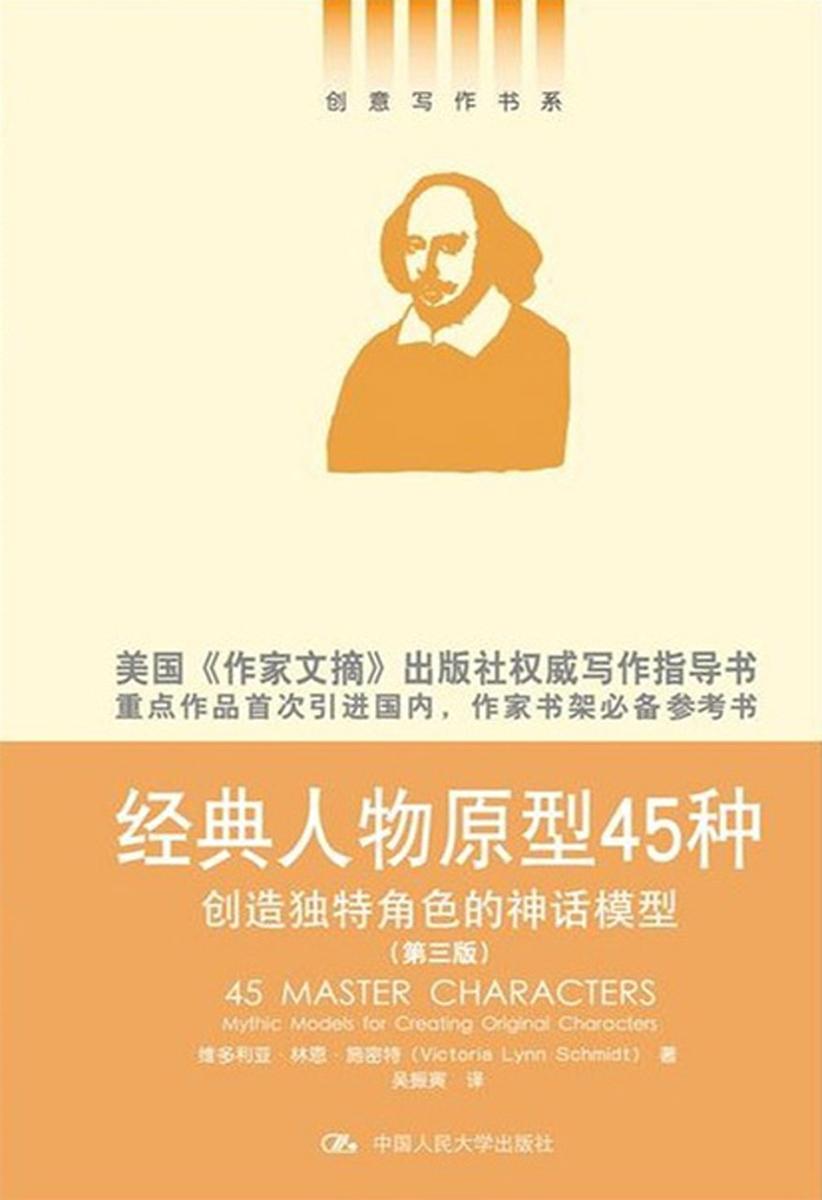 创意写作书系
美国《作家文摘》出版社权威写作指导书
重点作品首次引进国内，作家书架必备参考书
经典人物原型45种
创造独特角色的神话模型
（第三版）
45 MASTER CHARACTERS
Mythic Models for Creating Original Characters
维多利亚·林恩·施密特（Victoria Lynn Schmidt） 著
吴振寅 译
中国人民大学出版社